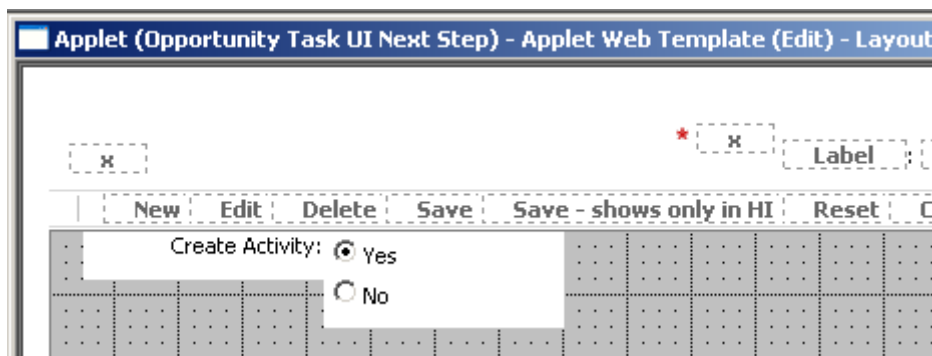 Applet (Opportunity Task UI Next Step) - Applet Web Template (Edit) - Layout
x * x Label :
New Edit Delete Save Save - shows only in HI Reset
Create Activity: Yes
No